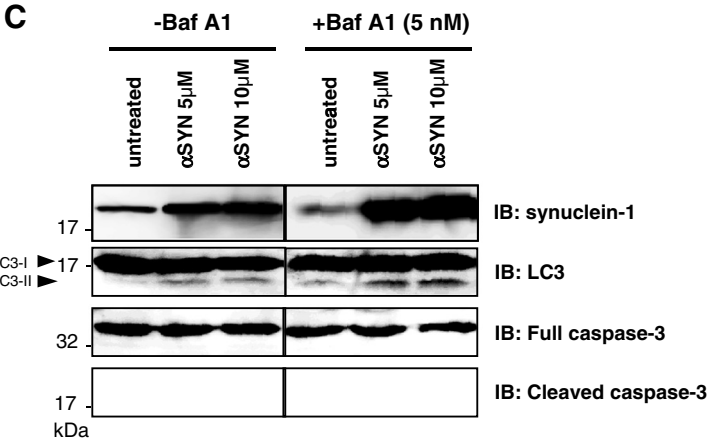 C
-Baf A1 +Baf A1 (5 nM)
untreated αSYN 5μM αSYN 10μM untreated αSYN 5μM αSYN 10μM
17 IB: synuclein-1
C3-I 17
C3-II IB: LC3
32 IB: Full caspase-3
17 IB: Cleaved caspase-3
kDa